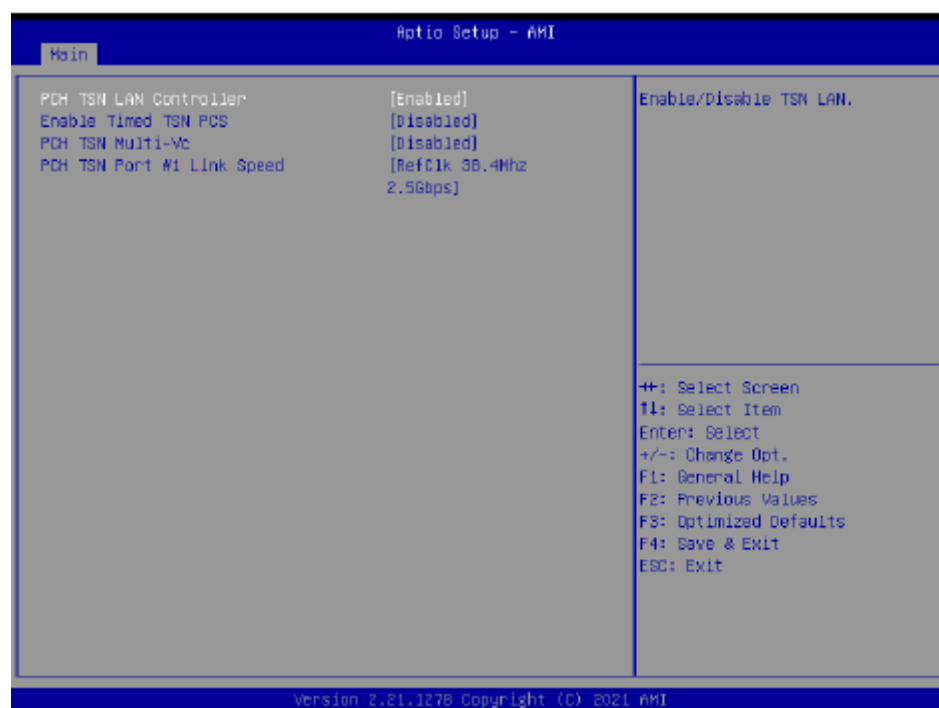 Aptio Setup - AMI
Main
PCH TSN LAN Controller [Enabled]
Enable Timed TSN PCS [Disabled]
PCH TSN Multi-Vc [Disabled]
PCH TSN Port #1 Link Speed [RefClk 38.4Mhz
2.5Gbps]
Enable/Disable TSN LAN.
→←: Select Screen
↑↓: Select Item
Enter: Select
+/-: Change Opt.
F1: General Help
F2: Previous Values
F3: Optimized Defaults
F4: Save & Exit
ESC: Exit
Version 2.21.1278 Copyright (C) 2021 AMI